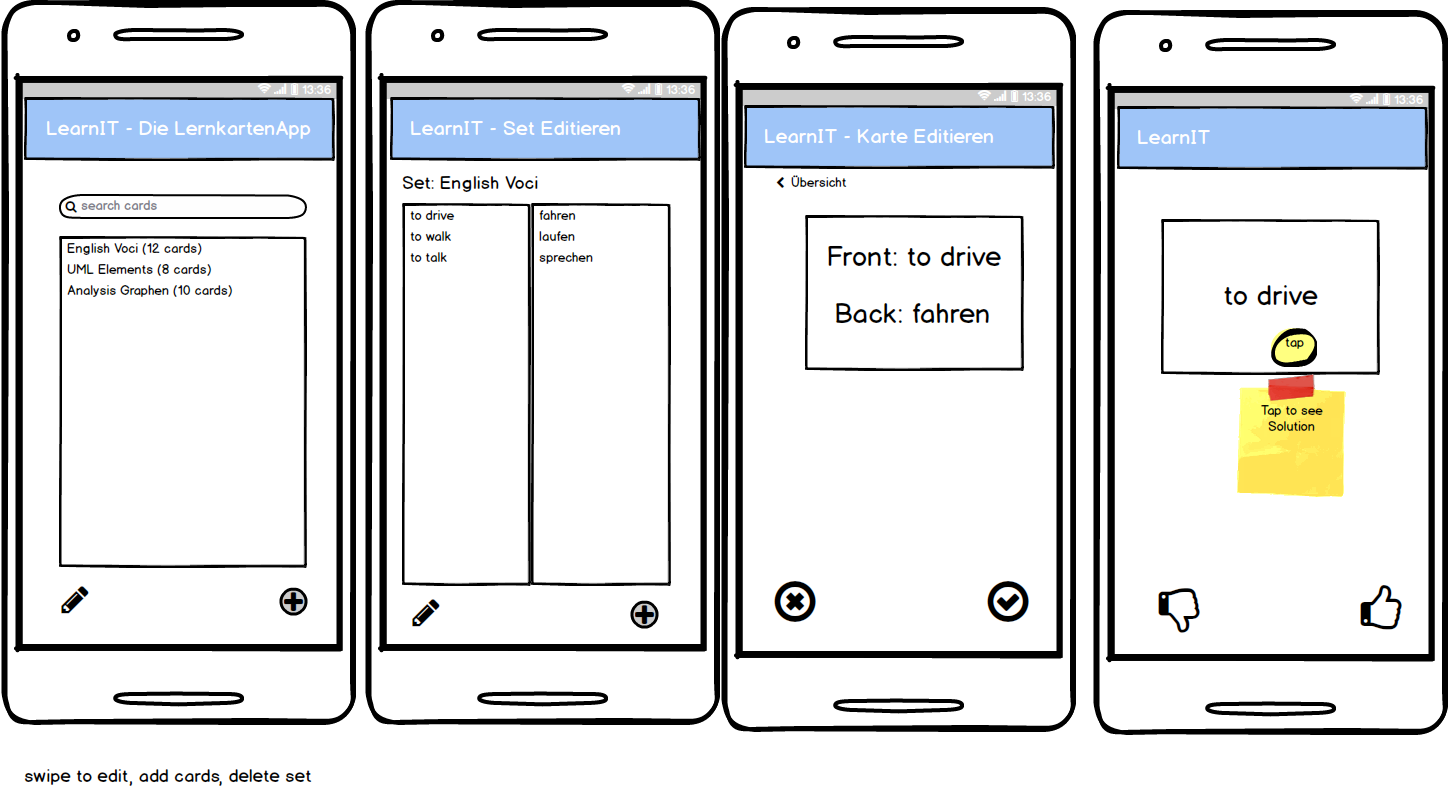 13:36
LearnIT - Die LernkartenApp
search cards
English Voci (12 cards)
UML Elements (8 cards)
Analysis Graphen (10 cards)
13:36
LearnIT - Set Editieren
Set: English Voci
to drive
to walk
to talk
fahren
laufen
sprechen
13:36
LearnIT - Karte Editieren
Übersicht
Front: to drive
Back: fahren
13:36
LearnIT
to drive
tap
Tap to see
Solution
swipe to edit, add cards, delete set